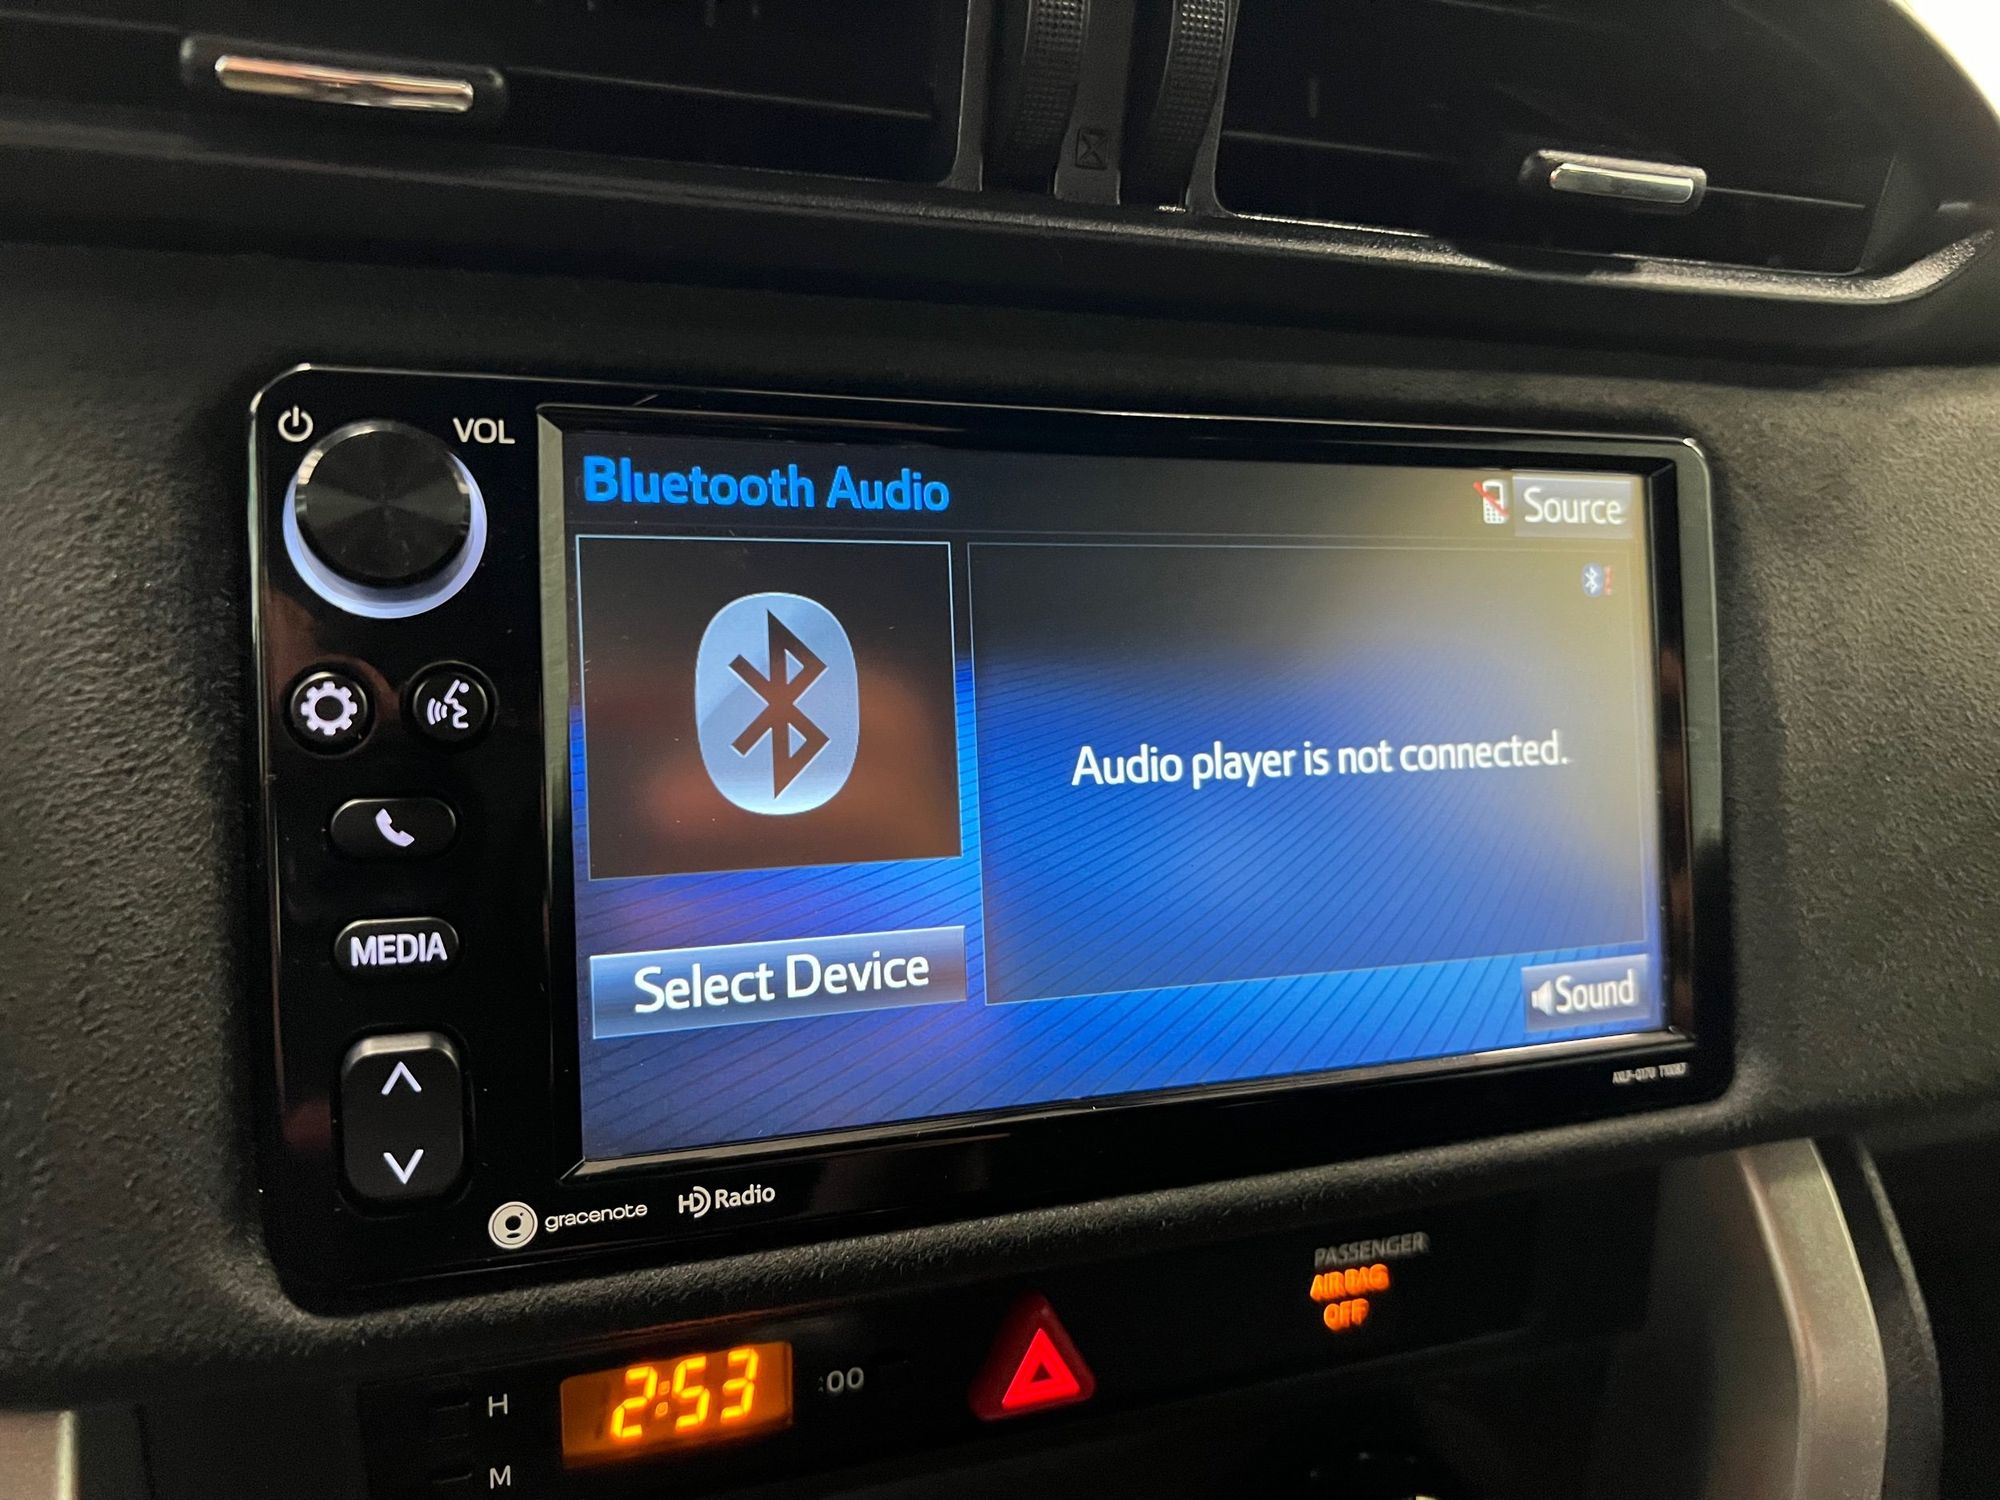 VOL
Bluetooth Audio
Source
Audio player is not connected.
MEDIA
Select Device
Sound
gracenote
HD Radio
PASSENGER
AIR BAG
OFF
H
2:53
:00
M